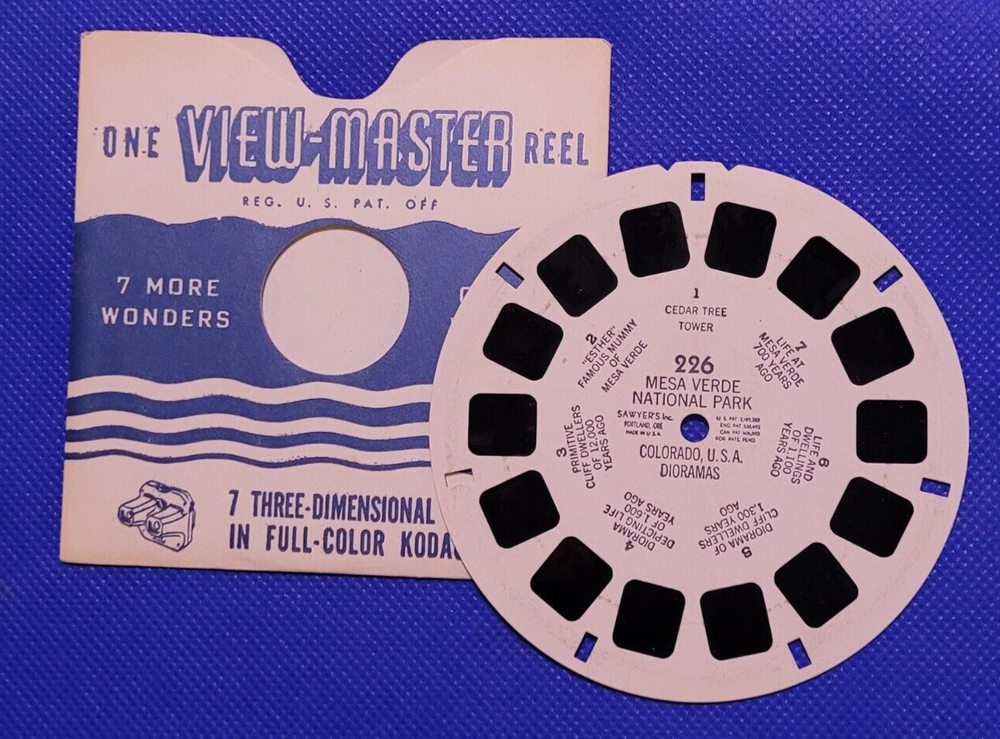 ONE VIEW-MASTER REEL
REG. U. S. PAT. OFF
7 MORE
WONDERS
7 THREE-DIMENSIONAL
IN FULL-COLOR KODA
1
CEDAR TREE
TOWER
226
MESA VERDE
NATIONAL PARK
SAWYER'S Inc.
PORTLAND, ORE
MADE IN U.S.A.
COLORADO, U.S.A.
DIORAMAS
2
"ESTHER"
FAMOUS MUMMY
OF
MESA VERDE
3
PRIMITIVE
CLIFF DWELLERS
OF 12,000
YEARS AGO
4
DIORAMA
DEPICTING LIFE
OF 1,600
YEARS AGO
5
DIORAMA OF
CLIFF DWELLERS
1,300 YEARS
AGO
6
LIFE AND
DWELLINGS
OF 1,100
YEARS AGO
7
LIFE AT
MESA VERDE
700 YEARS
AGO